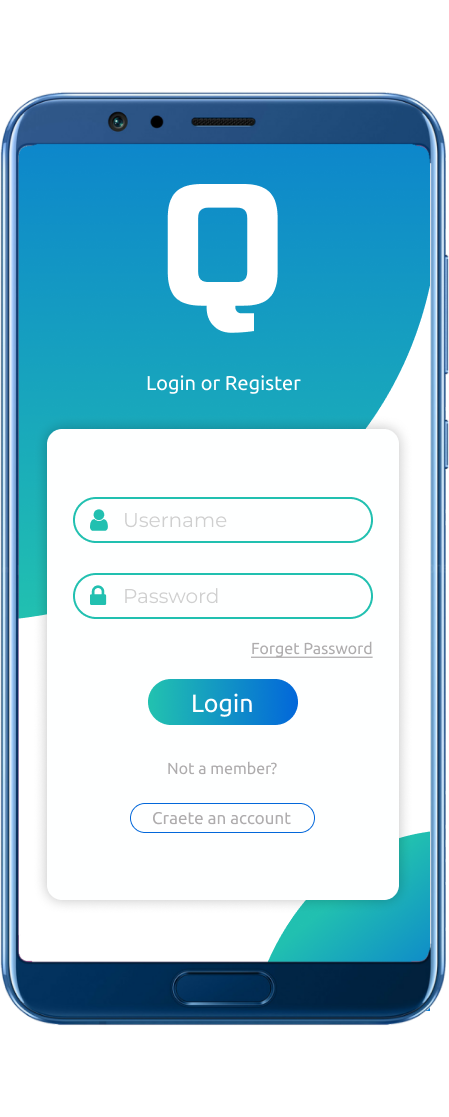 Q
Login or Register
Username
Password
Forget Password
Login
Not a member?
Craete an account